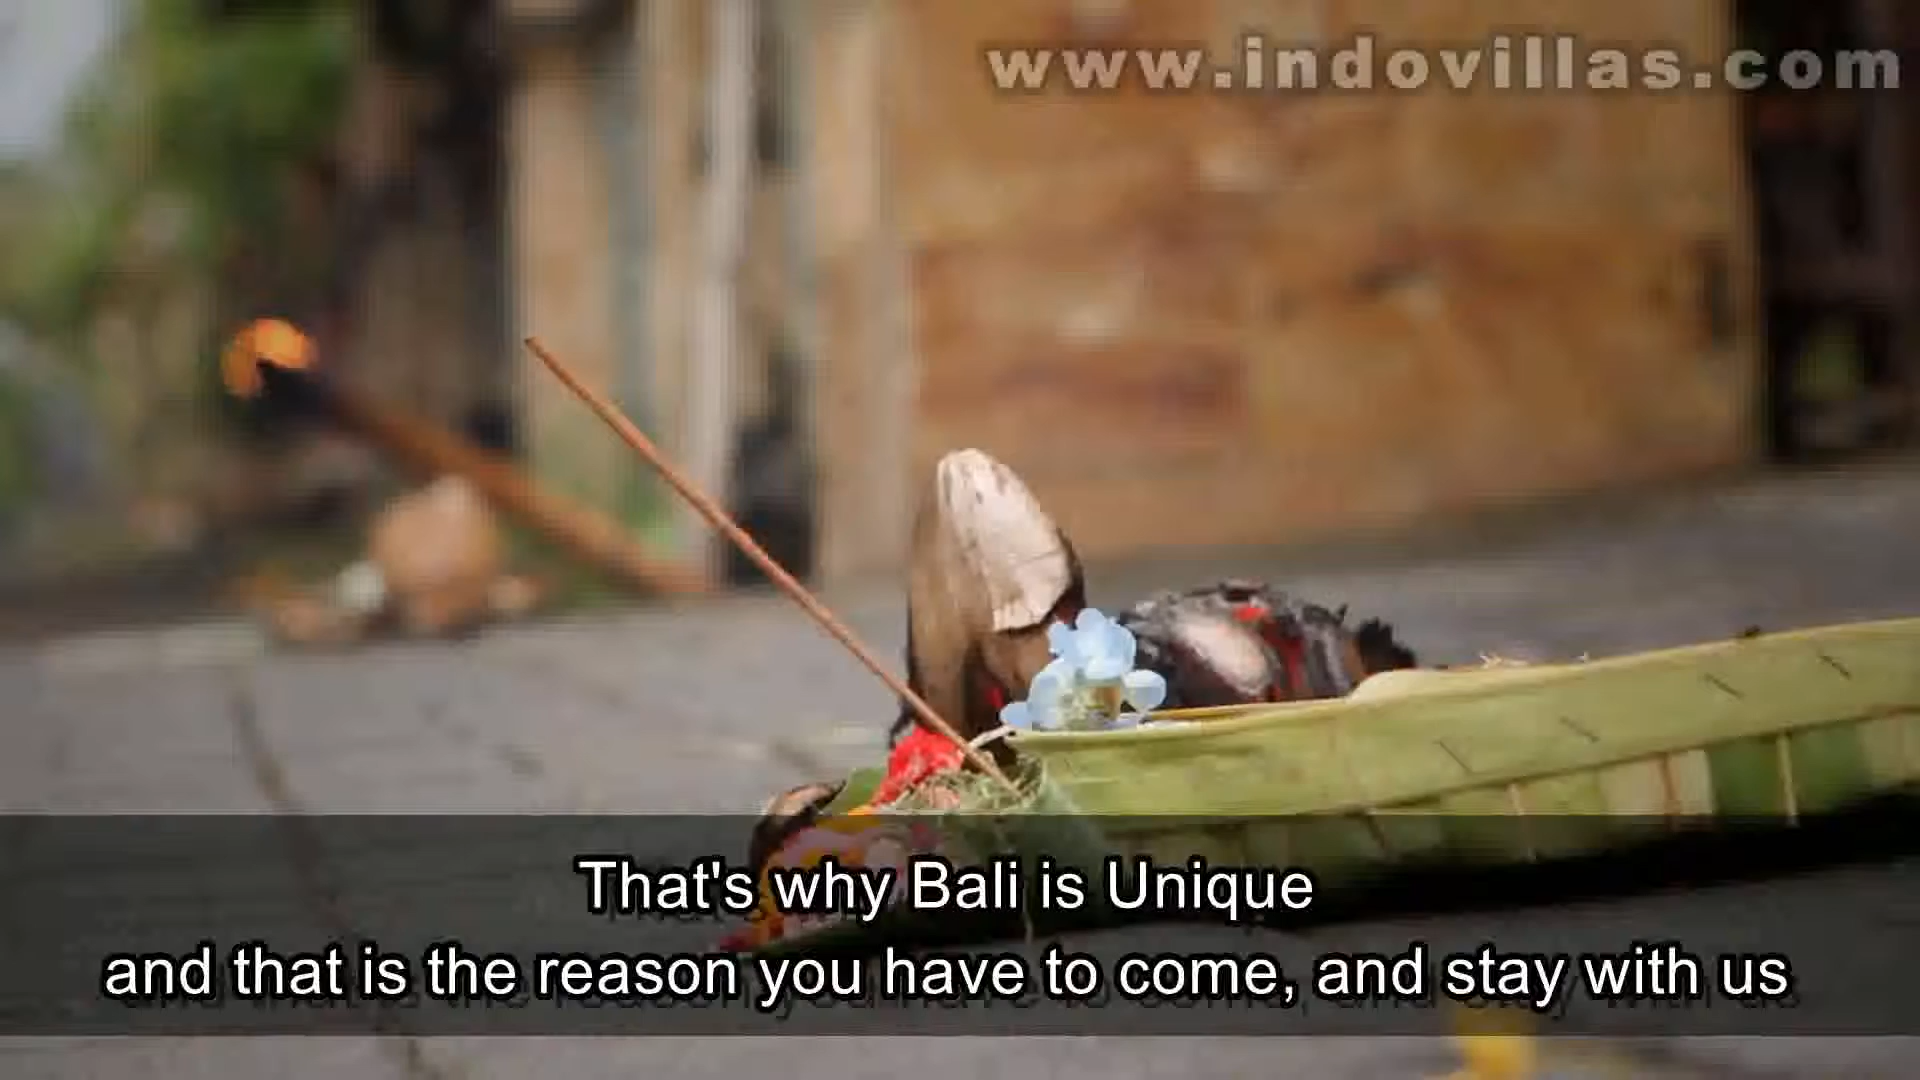 www.indovillas.com
That's why Bali is Unique
and that is the reason you have to come, and stay with us